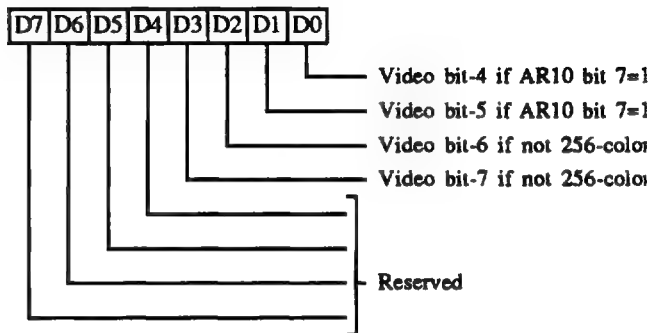 D7 D6 D5 D4 D3 D2 D1 D0
Video bit-4 if AR10 bit 7=1
Video bit-5 if AR10 bit 7=1
Video bit-6 if not 256-color
Video bit-7 if not 256-color
Reserved